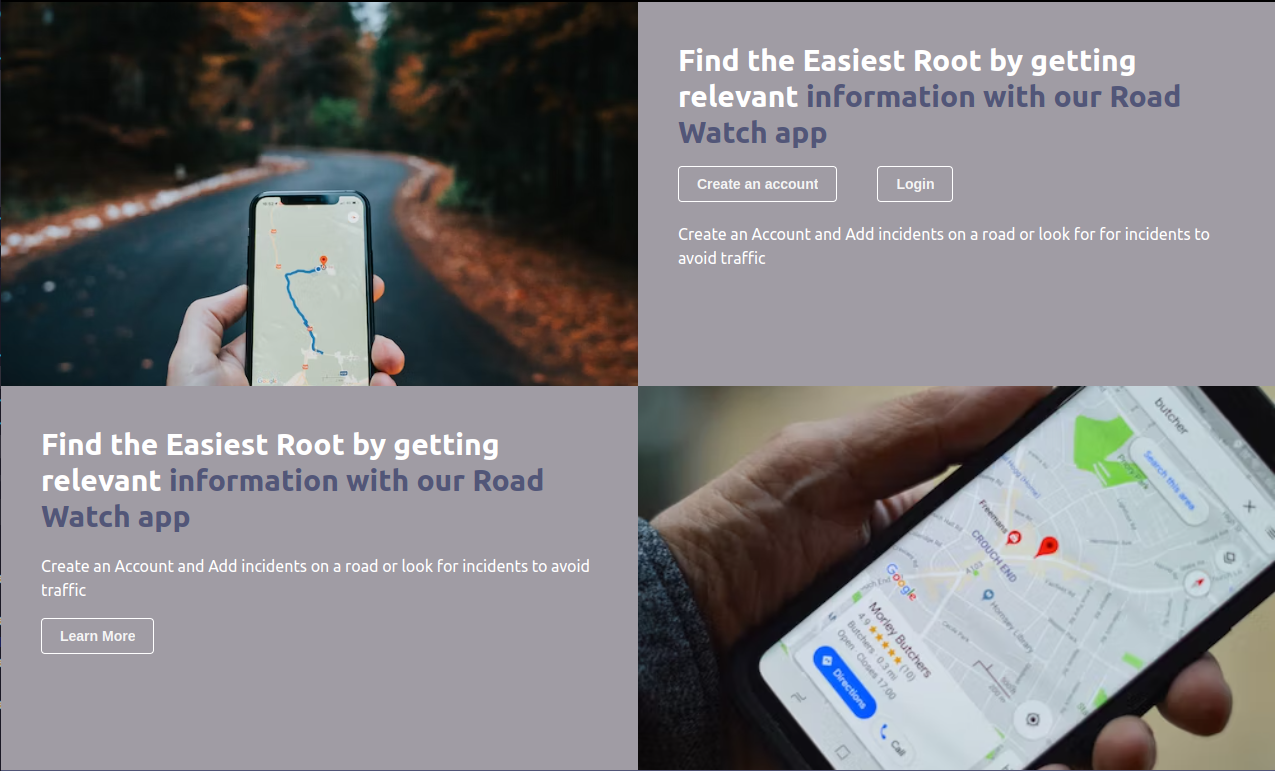 Find the Easiest Root by getting
relevant information with our Road
Watch app
Create an account
Login
Create an Account and Add incidents on a road or look for for incidents to
avoid traffic
Find the Easiest Root by getting
relevant information with our Road
Watch app
Create an Account and Add incidents on a road or look for incidents to avoid
traffic
Learn More
butcher
Search this area
Freemans
CROUCH END
A103
Google
Hornsey Library
Morley Butchers
4.9 ★★★★★ (10)
Butchers · 0.3 mi
Open · Closes 17:00
Directions
Call